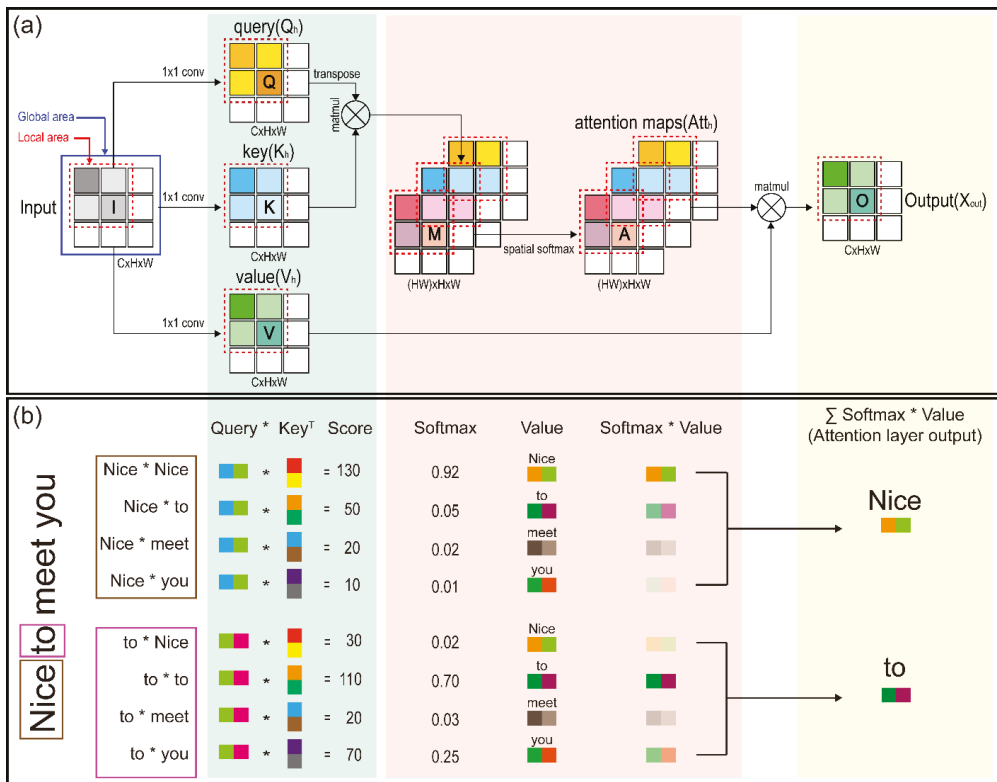 (a)
query(Qh)
1x1 conv
transpose
Q
matmul
CxHxW
Global area
Local area
key(Kh)
attention maps(Atth)
Input
I
1x1 conv
K
matmul
O
Output(Xout)
M
A
spatial softmax
CxHxW
CxHxW
CxHxW
(HW)xHxW
(HW)xHxW
value(Vh)
1x1 conv
V
CxHxW
(b)
Nice to meet you
Query * KeyT Score Softmax Value Softmax * Value
∑ Softmax * Value
(Attention layer output)
Nice * Nice * = 130 0.92 Nice
Nice * to * = 50 0.05 to
Nice * meet * = 20 0.02 meet
Nice * you * = 10 0.01 you
Nice
to * Nice * = 30 0.02 Nice
to * to * = 110 0.70 to
to * meet * = 20 0.03 meet
to * you * = 70 0.25 you
to